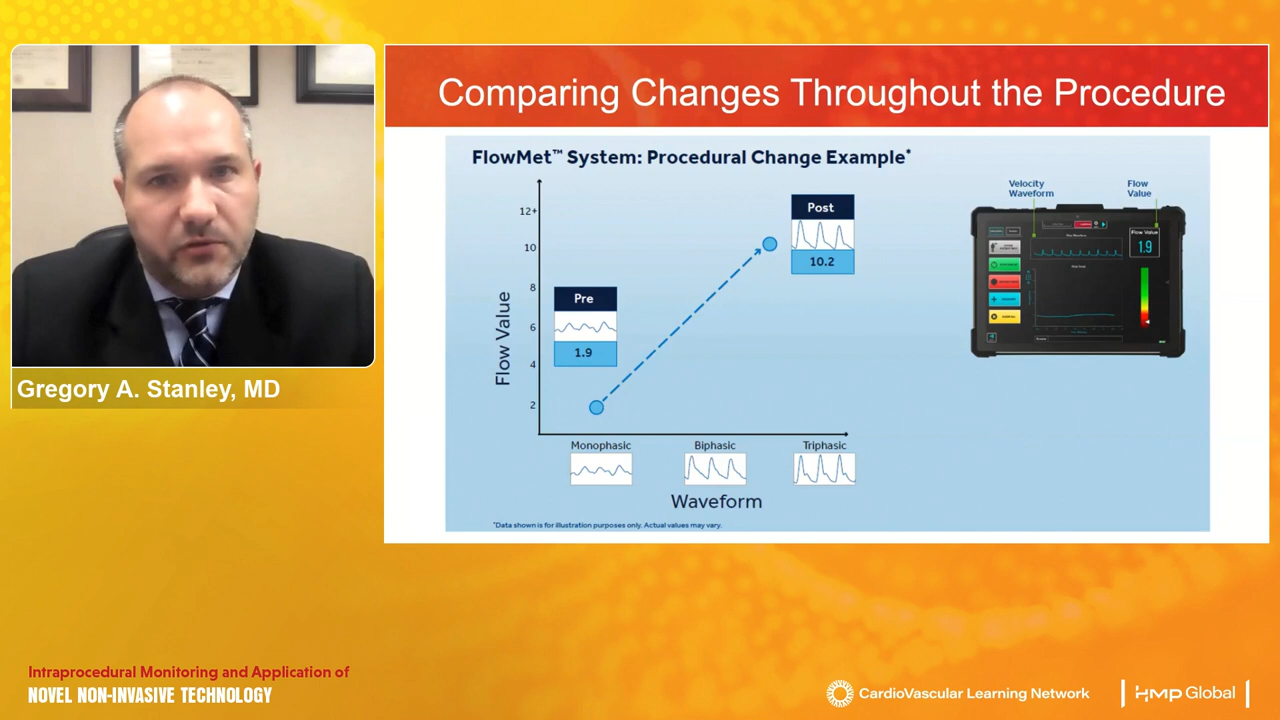 Comparing Changes Throughout the Procedure
FlowMet™ System: Procedural Change Example*
Velocity
Waveform
Flow
Value
12+
10
8
6
4
2
Flow Value
Pre
1.9
Post
10.2
Flow Value
1.9
Monophasic
Biphasic
Triphasic
Waveform
*Data shown is for illustration purposes only. Actual values may vary.
Gregory A. Stanley, MD
Intraprocedural Monitoring and Application of
NOVEL NON-INVASIVE TECHNOLOGY
CardioVascular Learning Network
HMP Global